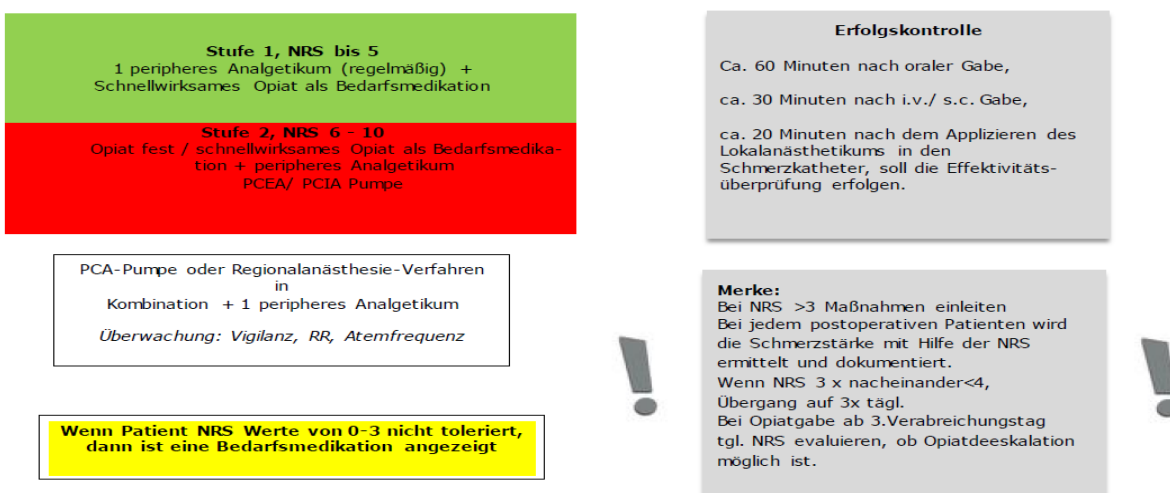 Stufe 1, NRS bis 5
1 peripheres Analgetikum (regelmäßig) +
Schnellwirksames Opiat als Bedarfsmedikation
Stufe 2, NRS 6 - 10
Opiat fest / schnellwirksames Opiat als Bedarfsmedika-
tion + peripheres Analgetikum
PCEA/ PCIA Pumpe
PCA-Pumpe oder Regionalanästhesie-Verfahren
in
Kombination + 1 peripheres Analgetikum
Überwachung: Vigilanz, RR, Atemfrequenz
Wenn Patient NRS Werte von 0-3 nicht toleriert,
dann ist eine Bedarfsmedikation angezeigt
Erfolgskontrolle
Ca. 60 Minuten nach oraler Gabe,
ca. 30 Minuten nach i.v./ s.c. Gabe,
ca. 20 Minuten nach dem Applizieren des
Lokalanästhetikums in den
Schmerzkatheter, soll die Effektivitäts-
überprüfung erfolgen.
Merke:
Bei NRS >3 Maßnahmen einleiten
Bei jedem postoperativen Patienten wird
die Schmerzstärke mit Hilfe der NRS
ermittelt und dokumentiert.
Wenn NRS 3 x nacheinander<4,
Übergang auf 3x tägl.
Bei Opiatgabe ab 3.Verabreichungstag
tgl. NRS evaluieren, ob Opiatdeeskalation
möglich ist.
!
!